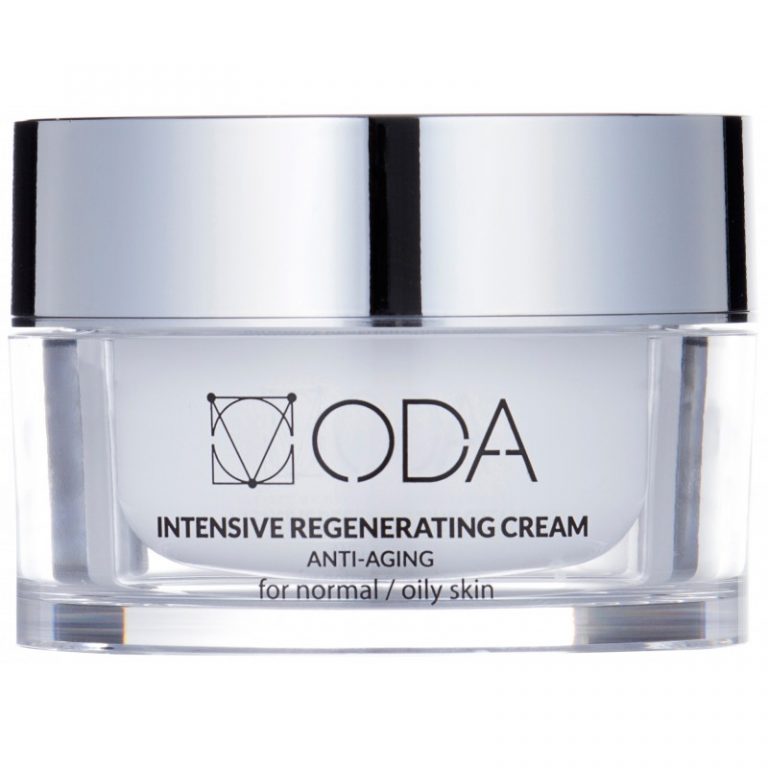 ODA
INTENSIVE REGENERATING CREAM
ANTI-AGING
for normal / oily skin